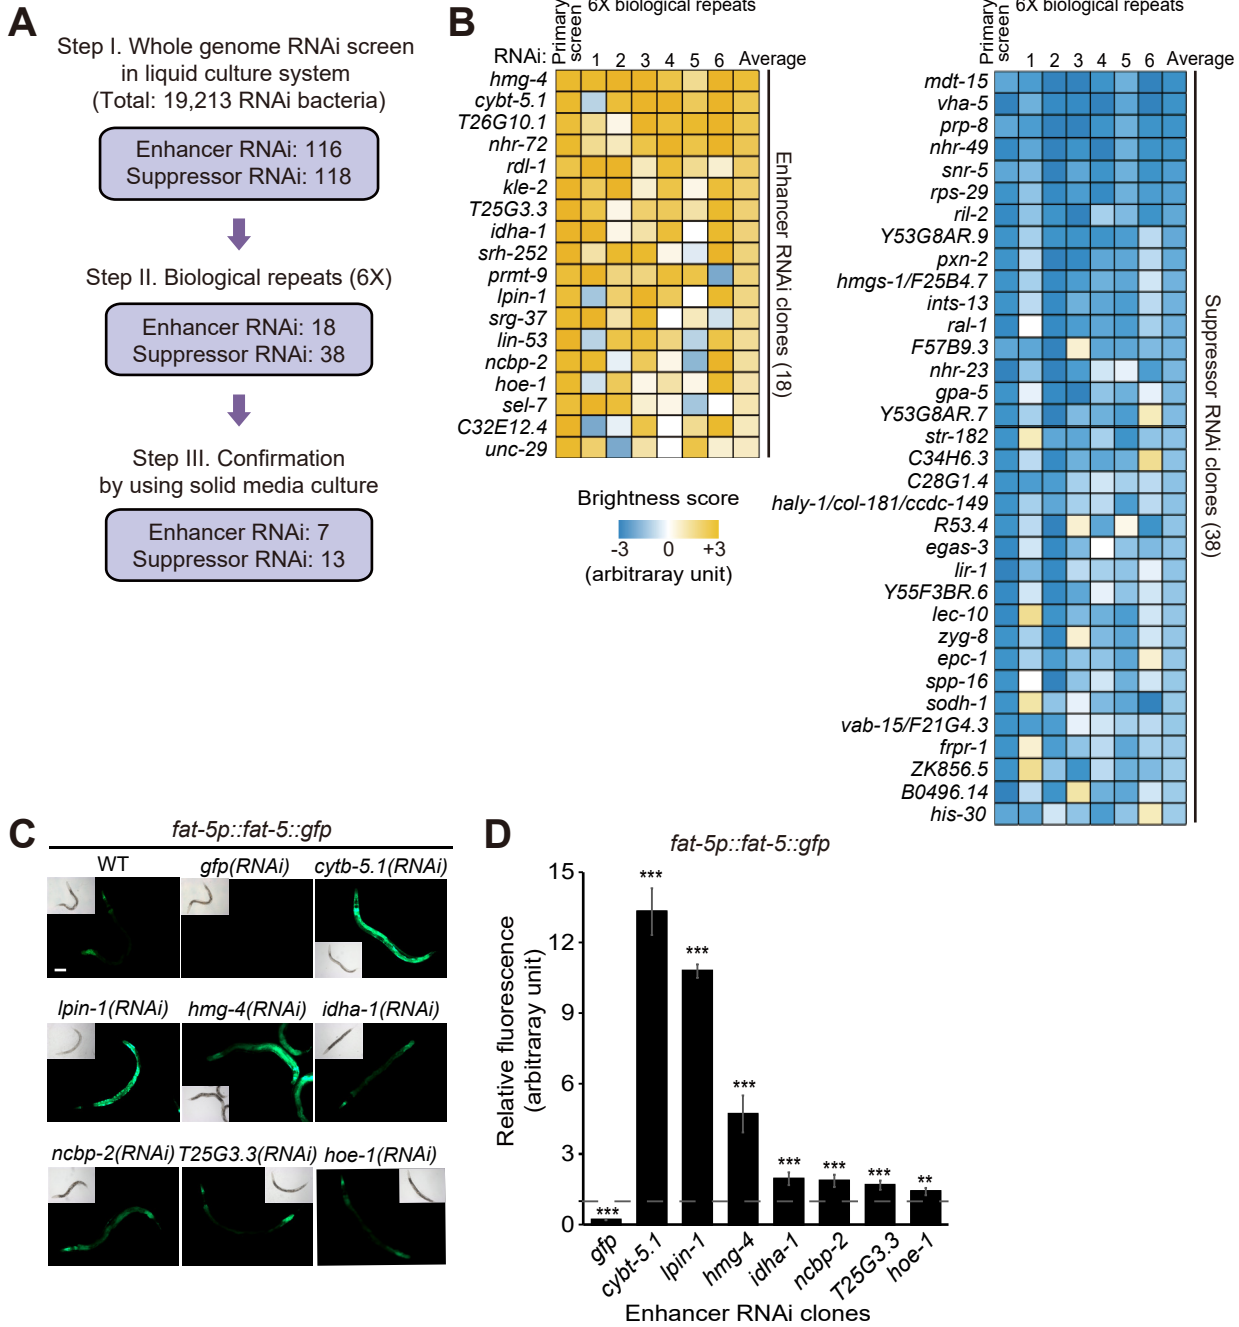 A
Step I. Whole genome RNAi screen
in liquid culture system
(Total: 19,213 RNAi bacteria)
Enhancer RNAi: 116
Suppressor RNAi: 118
Step II. Biological repeats (6X)
Enhancer RNAi: 18
Suppressor RNAi: 38
Step III. Confirmation
by using solid media culture
Enhancer RNAi: 7
Suppressor RNAi: 13
B
6X biological repeats
Primary
screen
RNAi: 1 2 3 4 5 6 Average
hmg-4
cybt-5.1
T26G10.1
nhr-72
rdl-1
kle-2
T25G3.3
idha-1
srh-252
prmt-9
lpin-1
srg-37
lin-53
ncbp-2
hoe-1
sel-7
C32E12.4
unc-29
Enhancer RNAi clones (18)
Brightness score
-3 0 +3
(arbitraray unit)
6X biological repeats
Primary
screen
1 2 3 4 5 6 Average
mdt-15
vha-5
prp-8
nhr-49
snr-5
rps-29
ril-2
Y53G8AR.9
pxn-2
hmgs-1/F25B4.7
ints-13
ral-1
F57B9.3
nhr-23
gpa-5
Y53G8AR.7
str-182
C34H6.3
C28G1.4
haly-1/col-181/ccdc-149
R53.4
egas-3
lir-1
Y55F3BR.6
lec-10
zyg-8
epc-1
spp-16
sodh-1
vab-15/F21G4.3
frpr-1
ZK856.5
B0496.14
his-30
Suppressor RNAi clones (38)
C
fat-5p::fat-5::gfp
WT gfp(RNAi) cytb-5.1(RNAi)
lpin-1(RNAi) hmg-4(RNAi) idha-1(RNAi)
ncbp-2(RNAi) T25G3.3(RNAi) hoe-1(RNAi)
D
fat-5p::fat-5::gfp
Relative fluorescence
(arbitraray unit)
15
12
9
6
3
0
***
***
***
***
***
***
***
**
gfp
cybt-5.1
lpin-1
hmg-4
idha-1
ncbp-2
T25G3.3
hoe-1
Enhancer RNAi clones